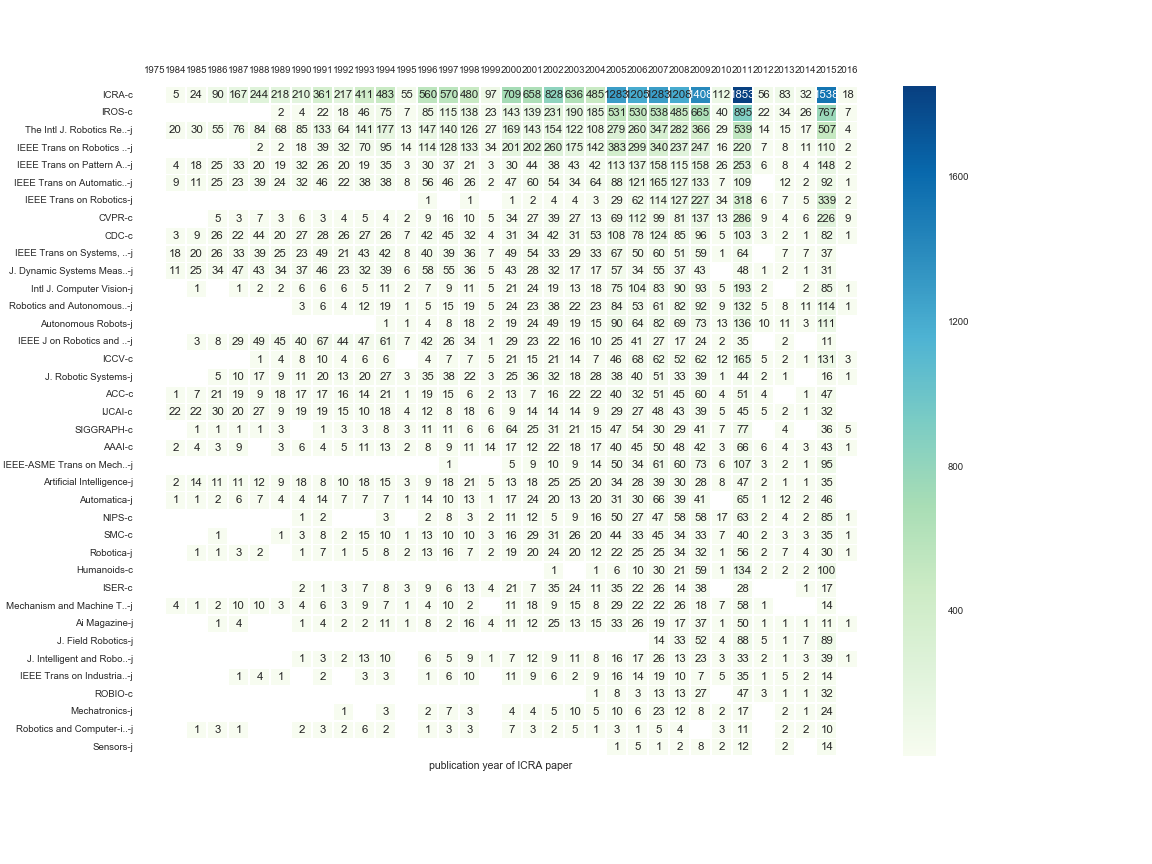 1975 1984 1985 1986 1987 1988 1989 1990 1991 1992 1993 1994 1995 1996 1997 1998 1999 2000 2001 2002 2003 2004 2005 2006 2007 2008 2009 2010 2011 2012 2013 2014 2015 2016
ICRA-c 5 24 90 167 244 218 210 361 217 411 483 55 560 570 480 97 709 658 828 636 485 1283 1205 1283 1208 1408 112 1853 56 83 32 1538 18
IROS-c 2 4 22 18 46 75 7 85 115 138 23 143 139 231 190 185 531 530 538 485 665 40 895 22 34 26 767 7
The Intl J. Robotics Re..-j 20 30 55 76 84 68 85 133 64 141 177 13 147 140 126 27 169 143 154 122 108 279 260 347 282 366 29 539 14 15 17 507 4
IEEE Trans on Robotics ..-j 2 2 18 39 32 70 95 14 114 128 133 34 201 202 260 175 142 383 299 340 237 247 16 220 7 8 11 110 2
IEEE Trans on Pattern A..-j 4 18 25 33 20 19 32 26 20 19 35 3 30 37 21 3 30 44 38 43 42 113 137 158 115 158 26 253 6 8 4 148 2
IEEE Trans on Automatic..-j 9 11 25 23 39 24 32 46 22 38 38 8 56 46 26 2 47 60 54 34 64 88 121 165 127 133 7 109 12 2 92 1
IEEE Trans on Robotics-j 1 1 1 2 4 4 3 29 62 114 127 227 34 318 6 7 5 339 2
CVPR-c 5 3 7 3 6 3 4 5 4 2 9 16 10 5 34 27 39 27 13 69 112 99 81 137 13 286 9 4 6 226 9
CDC-c 3 9 26 22 44 20 27 28 26 27 26 7 42 45 32 4 31 34 42 31 53 108 78 124 85 96 5 103 3 2 1 82 1
IEEE Trans on Systems, ..-j 18 20 26 33 39 25 23 49 21 43 42 8 40 39 36 7 49 54 33 29 33 67 50 60 51 59 1 64 7 7 37
J. Dynamic Systems Meas..-j 11 25 34 47 43 34 37 46 23 32 39 6 58 55 36 5 43 28 32 17 17 57 34 55 37 43 48 1 2 1 31
Intl J. Computer Vision-j 1 1 2 2 6 6 6 5 11 2 7 9 11 5 21 24 19 13 18 75 104 83 90 93 5 193 2 2 85 1
Robotics and Autonomous..-j 3 6 4 12 19 1 5 15 19 5 24 23 38 22 23 84 53 61 82 92 9 132 5 8 11 114 1
Autonomous Robots-j 1 1 4 8 18 2 19 24 49 19 15 90 64 82 69 73 13 136 10 11 3 111
IEEE J on Robotics and ..-j 3 8 29 49 45 40 67 44 47 61 7 42 26 34 1 29 23 22 16 10 25 41 27 17 24 2 35 2 11
ICCV-c 1 4 8 10 4 6 6 4 7 7 5 21 15 21 14 7 46 68 62 52 62 12 165 5 2 1 131 3
J. Robotic Systems-j 5 10 17 9 11 20 13 20 27 3 35 38 22 3 25 36 32 18 28 38 40 51 33 39 1 44 2 1 16 1
ACC-c 1 7 21 19 9 18 17 17 16 14 21 1 19 15 6 2 13 7 16 22 22 40 32 51 45 60 4 51 4 1 47
IJCAI-c 22 22 30 20 27 9 19 19 15 10 18 4 12 8 18 6 9 14 14 14 9 29 27 48 43 39 5 45 5 2 1 32
SIGGRAPH-c 1 1 1 1 3 1 3 3 8 3 11 11 6 6 64 25 31 21 15 47 54 30 29 41 7 77 4 36 5
AAAI-c 2 4 3 9 3 6 4 5 11 13 2 8 9 11 14 17 12 22 18 17 40 45 50 48 42 3 66 6 4 3 43 1
IEEE-ASME Trans on Mech..-j 1 5 9 10 9 14 50 34 61 60 73 6 107 3 2 1 95
Artificial Intelligence-j 2 14 11 11 12 9 18 8 10 18 15 3 9 18 21 5 13 18 25 25 20 34 28 39 30 28 8 47 2 1 1 35
Automatica-j 1 1 2 6 7 4 4 14 7 7 7 1 14 10 13 1 17 24 20 13 20 31 30 66 39 41 65 1 12 2 46
NIPS-c 1 2 3 2 8 3 2 11 12 5 9 16 50 27 47 58 58 17 63 2 4 2 85 1
SMC-c 1 1 3 8 2 15 10 1 13 10 10 3 16 29 31 26 20 44 33 45 34 33 7 40 2 3 3 35 1
Robotica-j 1 1 3 2 1 7 1 5 8 2 13 16 7 2 19 20 24 20 12 22 25 25 34 32 1 56 2 7 4 30 1
Humanoids-c 1 1 6 10 30 21 59 1 134 2 2 2 100
ISER-c 2 1 3 7 8 3 9 6 13 4 21 7 35 24 11 35 22 26 14 38 28 1 17
Mechanism and Machine T..-j 4 1 2 10 10 3 4 6 3 9 7 1 4 10 2 11 18 9 15 8 29 22 22 26 18 7 58 1 14
Ai Magazine-j 1 4 1 4 2 2 11 1 8 2 16 4 11 12 25 13 15 33 26 19 17 31 1 50 1 1 1 11 1
J. Field Robotics-j 14 33 52 4 88 5 1 7 89
J. Intelligent and Robo..-j 1 3 2 13 10 6 5 9 1 7 12 9 11 8 16 17 26 13 23 3 33 2 1 3 39 1
IEEE Trans on Industria..-j 1 4 1 2 3 3 1 6 10 11 9 6 2 9 16 14 19 10 7 5 35 1 5 2 14
ROBIO-c 1 8 3 13 13 27 47 3 1 1 32
Mechatronics-j 1 3 2 7 3 4 4 5 10 5 10 6 23 12 8 2 17 2 1 24
Robotics and Computer-i..-j 1 3 1 2 3 2 6 2 1 3 3 7 3 2 5 1 3 1 5 4 3 11 2 2 10
Sensors-j 1 5 1 2 8 2 12 2 14
publication year of ICRA paper
1600
1200
800
400